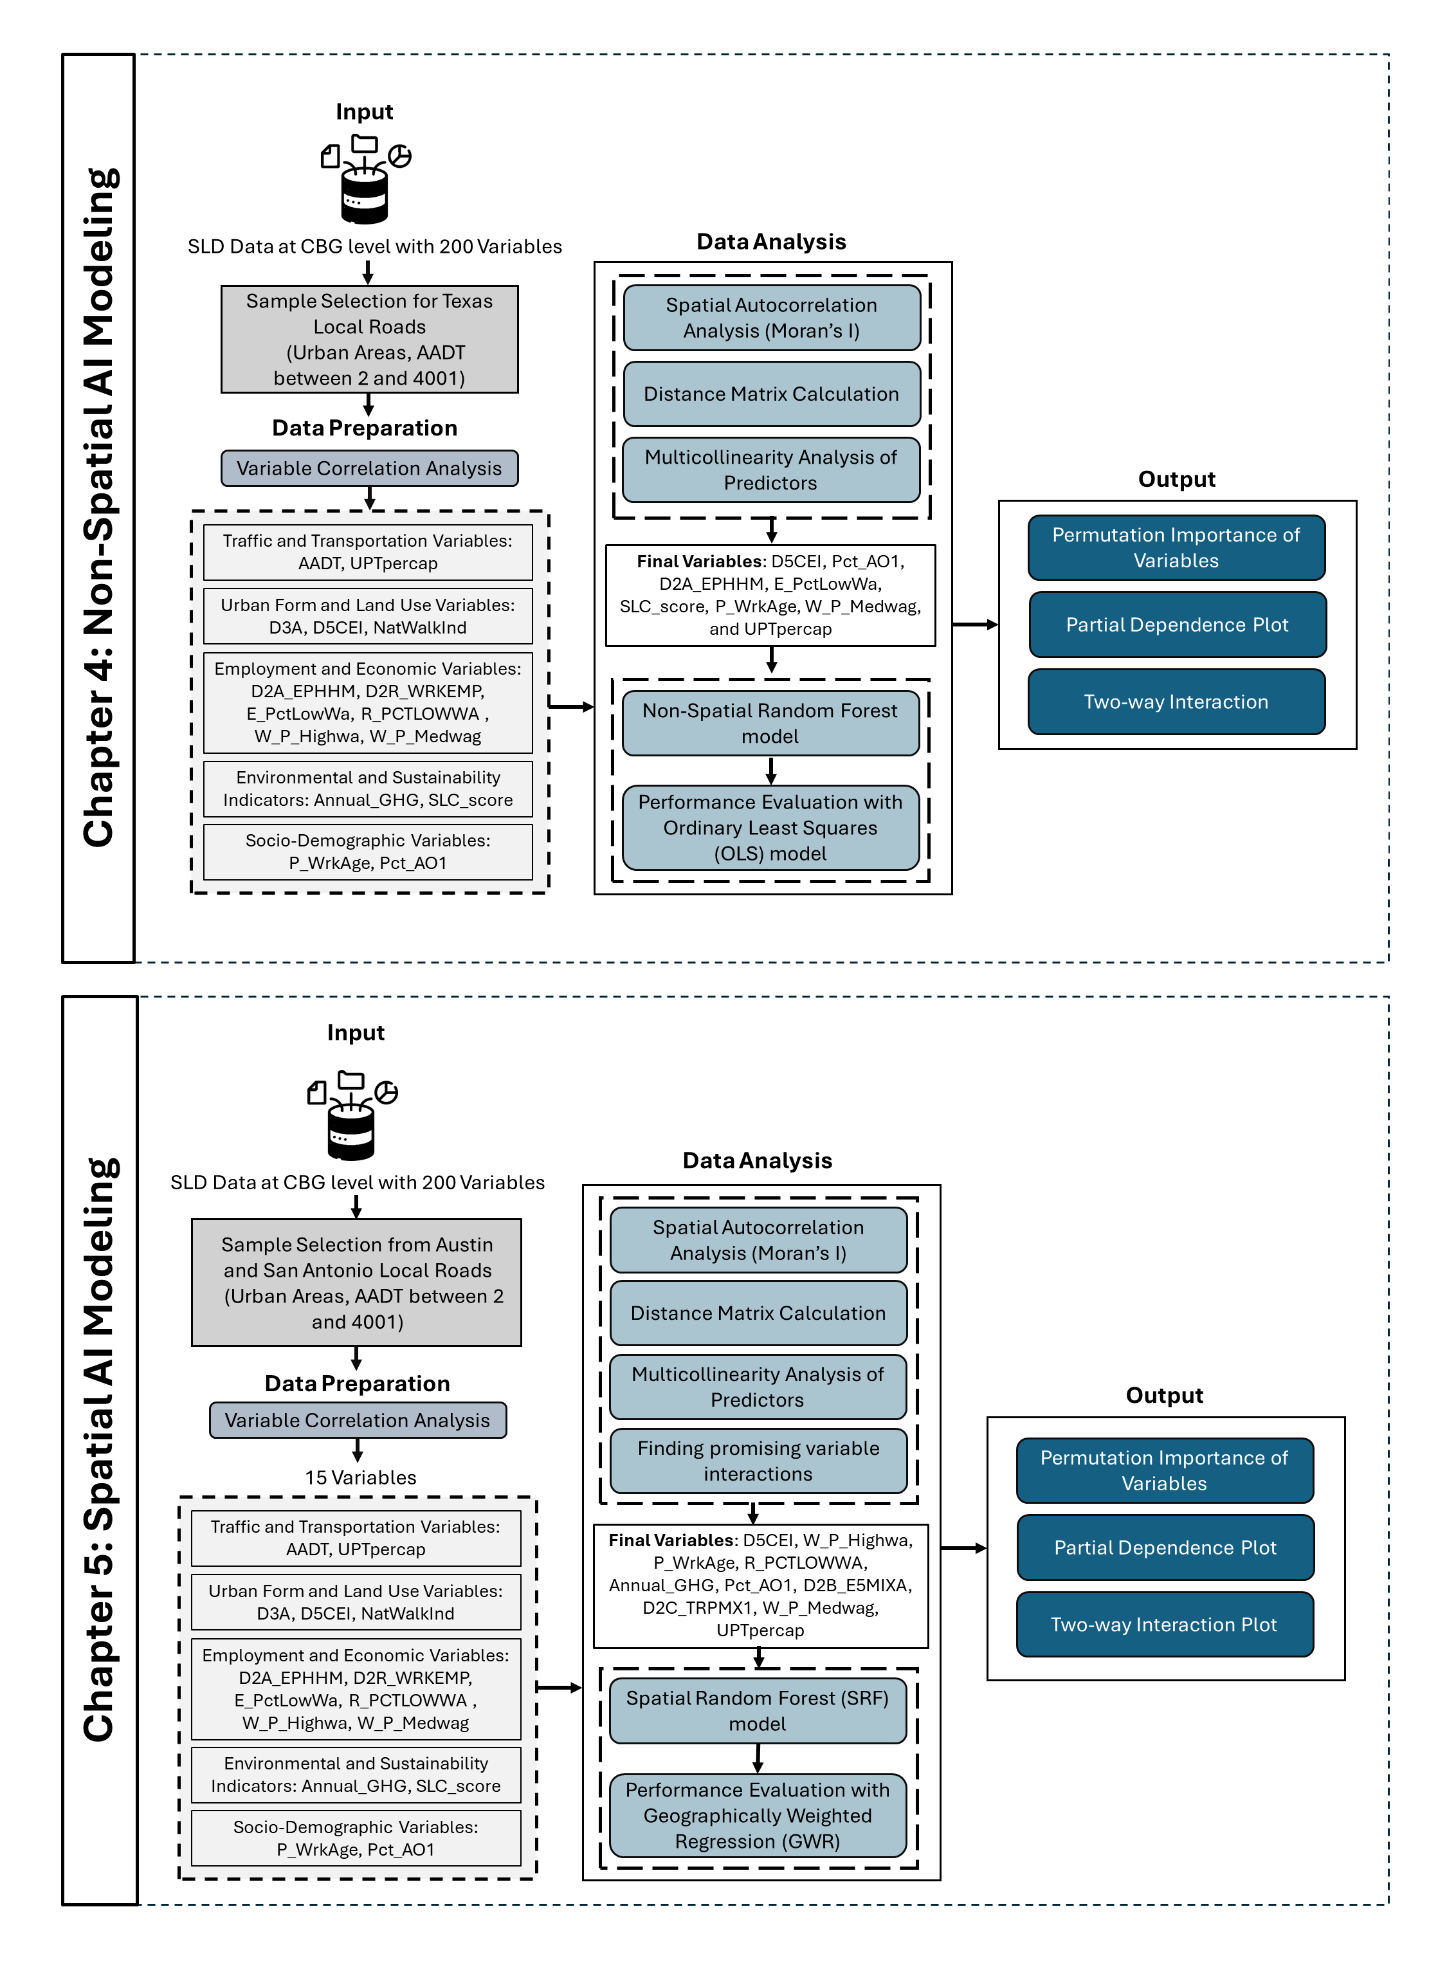 Chapter 4: Non-Spatial AI Modeling
Input
SLD Data at CBG level with 200 Variables
Sample Selection for Texas
Local Roads
(Urban Areas, AADT
between 2 and 4001)
Data Preparation
Variable Correlation Analysis
Traffic and Transportation Variables:
AADT, UPTpercap
Urban Form and Land Use Variables:
D3A, D5CEI, NatWalkInd
Employment and Economic Variables:
D2A_EPHHM, D2R_WRKEMP,
E_PctLowWa, R_PCTLOWWA ,
W_P_Highwa, W_P_Medwag
Environmental and Sustainability
Indicators: Annual_GHG, SLC_score
Socio-Demographic Variables:
P_WrkAge, Pct_AO1
Data Analysis
Spatial Autocorrelation
Analysis (Moran's I)
Distance Matrix Calculation
Multicollinearity Analysis of
Predictors
Final Variables: D5CEI, Pct_AO1,
D2A_EPHHM, E_PctLowWa,
SLC_score, P_WrkAge, W_P_Medwag,
and UPTpercap
Non-Spatial Random Forest
model
Performance Evaluation with
Ordinary Least Squares
(OLS) model
Output
Permutation Importance of
Variables
Partial Dependence Plot
Two-way Interaction
Chapter 5: Spatial AI Modeling
Input
SLD Data at CBG level with 200 Variables
Sample Selection from Austin
and San Antonio Local Roads
(Urban Areas, AADT between 2
and 4001)
Data Preparation
Variable Correlation Analysis
15 Variables
Traffic and Transportation Variables:
AADT, UPTpercap
Urban Form and Land Use Variables:
D3A, D5CEI, NatWalkInd
Employment and Economic Variables:
D2A_EPHHM, D2R_WRKEMP,
E_PctLowWa, R_PCTLOWWA ,
W_P_Highwa, W_P_Medwag
Environmental and Sustainability
Indicators: Annual_GHG, SLC_score
Socio-Demographic Variables:
P_WrkAge, Pct_AO1
Data Analysis
Spatial Autocorrelation
Analysis (Moran's I)
Distance Matrix Calculation
Multicollinearity Analysis of
Predictors
Finding promising variable
interactions
Final Variables: D5CEI, W_P_Highwa,
P_WrkAge, R_PCTLOWWA,
Annual_GHG, Pct_AO1, D2B_E5MIXA,
D2C_TRPMX1, W_P_Medwag,
UPTpercap
Spatial Random Forest (SRF)
model
Performance Evaluation with
Geographically Weighted
Regression (GWR)
Output
Permutation Importance of
Variables
Partial Dependence Plot
Two-way Interaction Plot